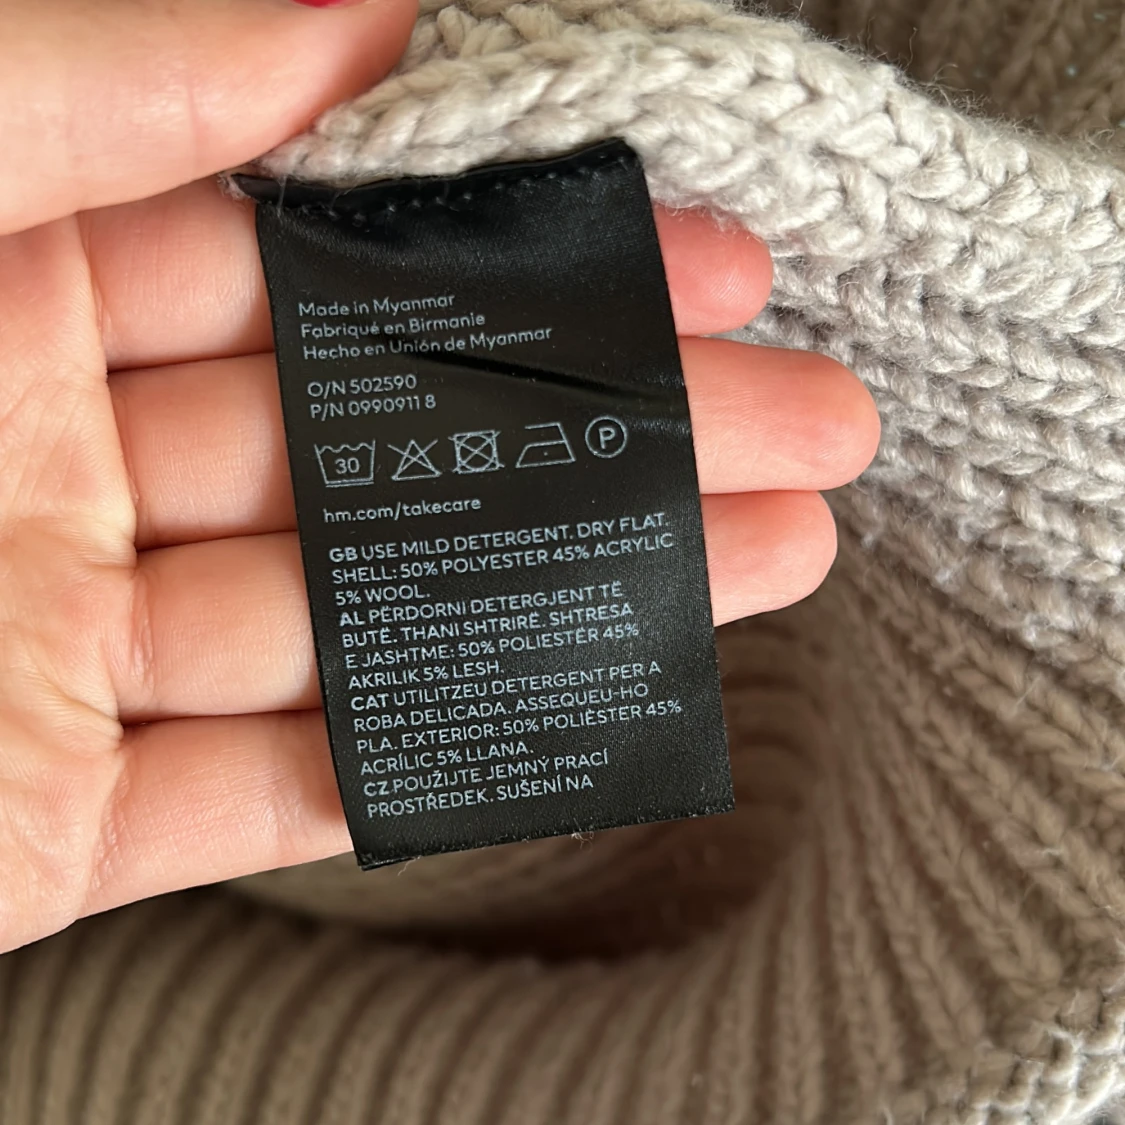 Made in Myanmar
Fabriqué en Birmanie
Hecho en Unión de Myanmar
O/N 502590
P/N 0990911 8
30 P
hm.com/takecare
GB USE MILD DETERGENT. DRY FLAT.
SHELL: 50% POLYESTER 45% ACRYLIC
5% WOOL.
AL PËRDORNI DETERGJENT TË
BUTË. THANI SHTRIRË. SHTRESA
E JASHTME: 50% POLIESTËR 45%
AKRILIK 5% LESH.
CAT UTILITZEU DETERGENT PER A
ROBA DELICADA. ASSEQUEU-HO
PLA. EXTERIOR: 50% POLIÈSTER 45%
ACRÍLIC 5% LLANA.
CZ POUŽIJTE JEMNÝ PRACÍ
PROSTŘEDEK. SUŠENÍ NA